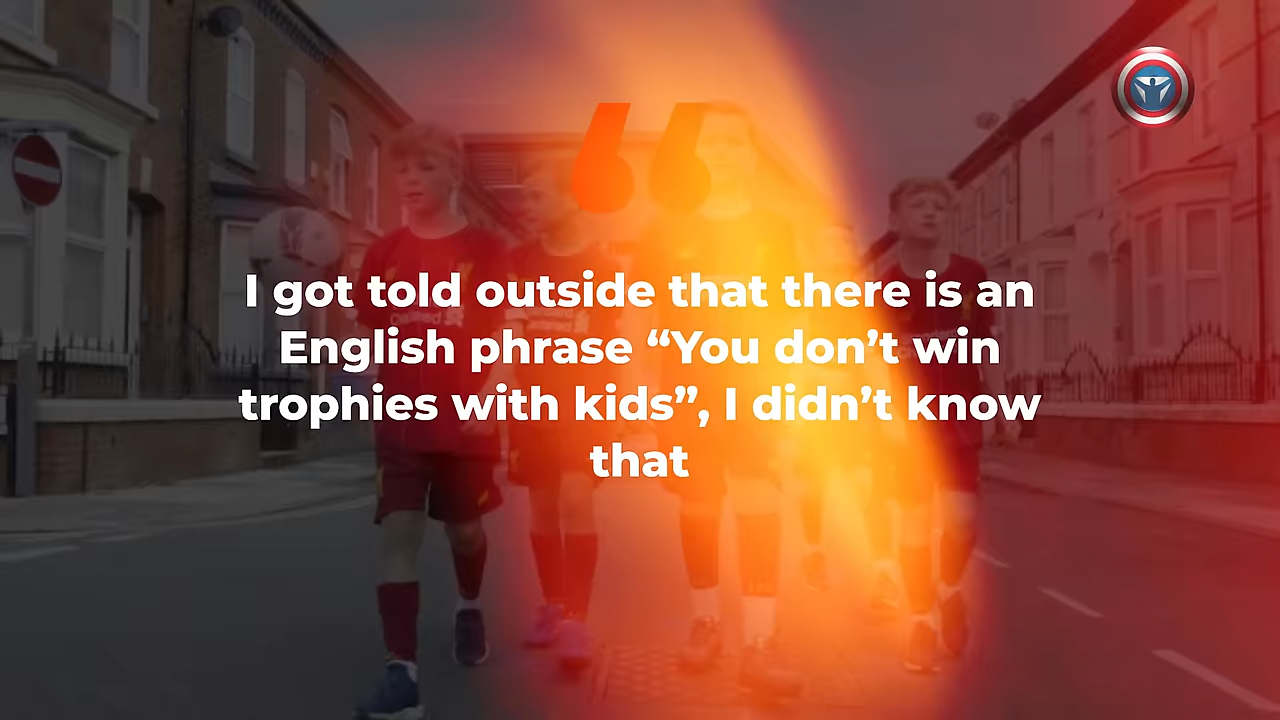 I got told outside that there is an
English phrase “You don’t win
trophies with kids”, I didn’t know
that